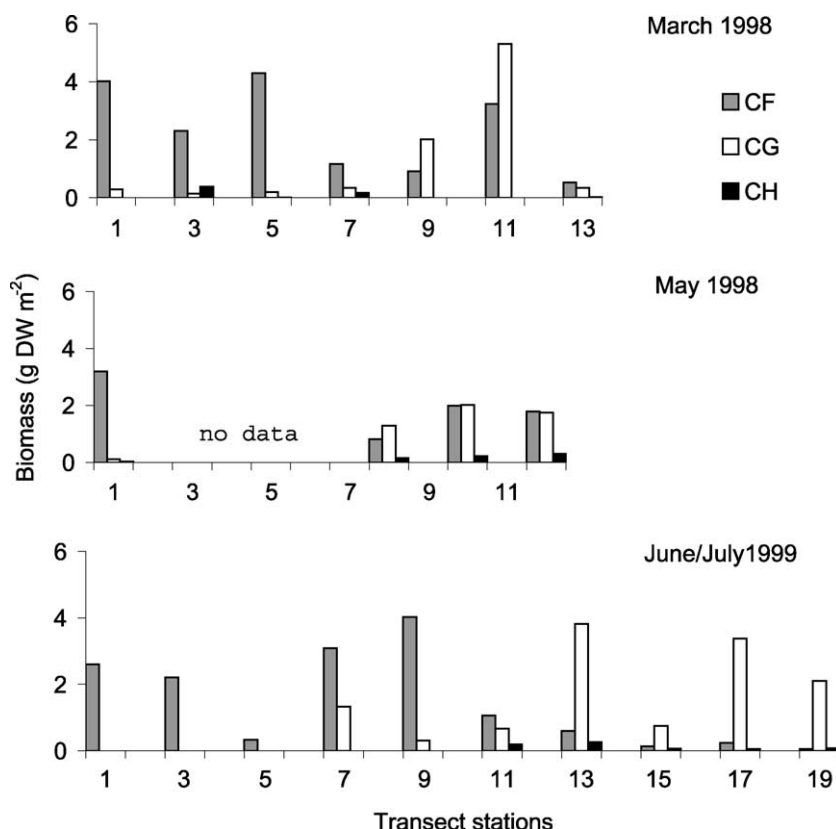 March 1998
6
4
2
0
CF
CG
CH
1 3 5 7 9 11 13
May 1998
6
4
2
0
no data
1 3 5 7 9 11
Biomass (g DW m-2)
June/July1999
6
4
2
0
1 3 5 7 9 11 13 15 17 19
Transect stations